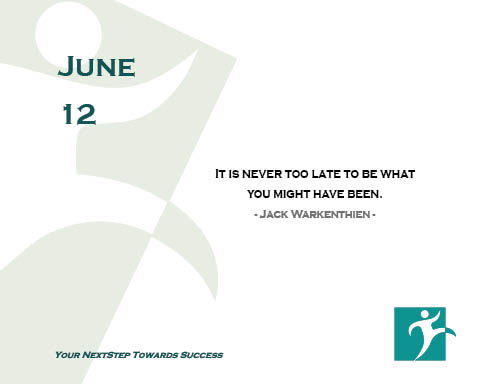 June
12
It is never too late to be what
you might have been.
- Jack Warkenthien -
Your NextStep Towards Success